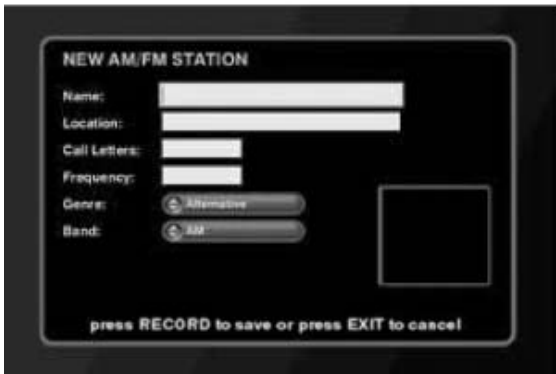 NEW AM/FM STATION
Name:
Location:
Call Letters:
Frequency:
Genre: Alternative
Band: AM
press RECORD to save or press EXIT to cancel